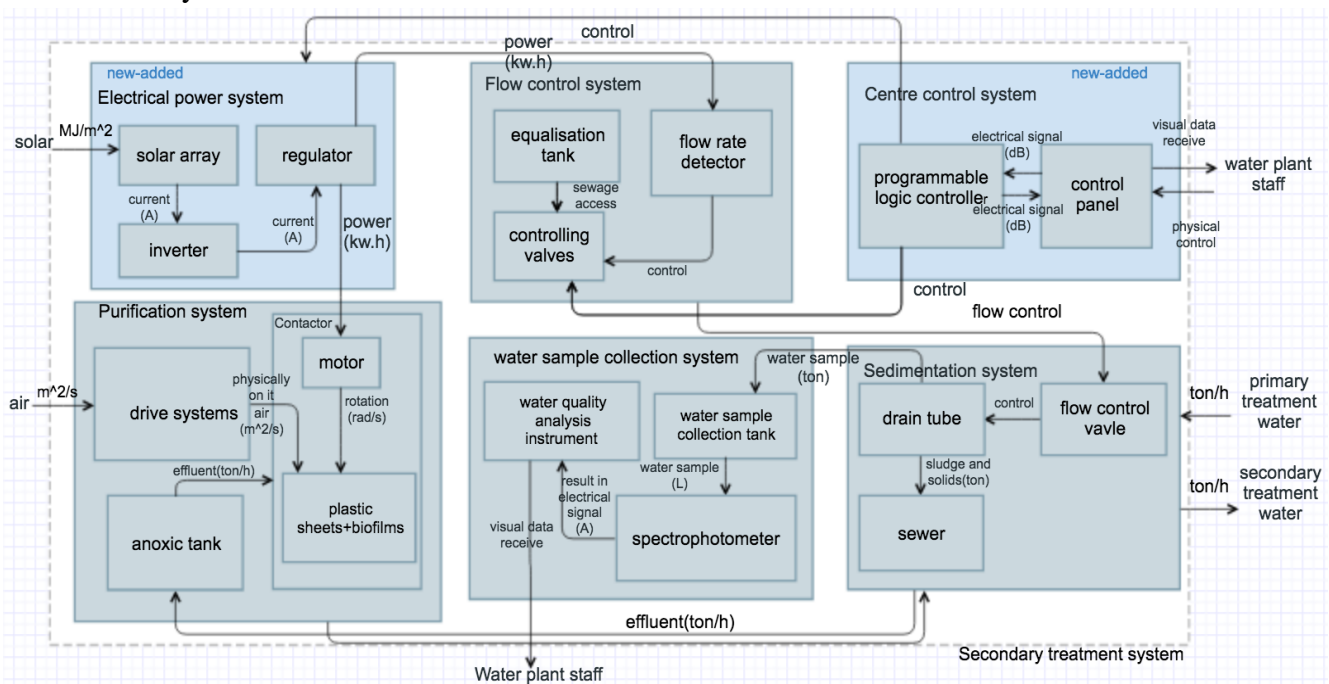 control
power
(kw.h)
new-added
Electrical power system
solar
MJ/m^2
solar array
regulator
current
(A)
inverter
current
(A)
power
(kw.h)
Flow control system
equalisation
tank
flow rate
detector
sewage
access
controlling
valves
control
new-added
Centre control system
programmable
logic controller
electrical signal
(dB)
electrical signal
(dB)
control
panel
visual data
receive
water plant
staff
physical
control
control
flow control
Purification system
Contactor
motor
air
m^2/s
drive systems
physically
on it
air
(m^2/s)
rotation
(rad/s)
effluent(ton/h)
anoxic tank
plastic
sheets+biofilms
water sample collection system
water sample
(ton)
water quality
analysis
instrument
water sample
collection tank
water sample
(L)
result in
electrical
signal
(A)
spectrophotometer
visual data
receive
Sedimentation system
drain tube
control
flow control
vavle
sludge and
solids(ton)
sewer
ton/h
primary
treatment
water
ton/h
secondary
treatment
water
effluent(ton/h)
Secondary treatment system
Water plant staff